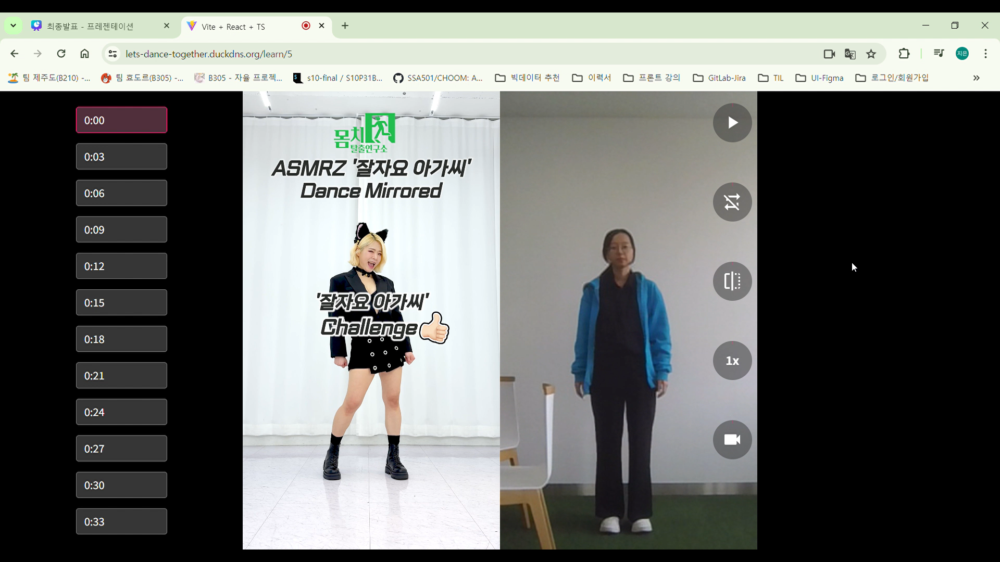 최종발표 - 프레젠테이션
Vite + React + TS
lets-dance-together.duckdns.org/learn/5
지은
팀 제주도(B210) -...
팀 효도르(B305) -...
B305 - 자율 프로젝...
s10-final / S10P31B...
SSA501/CHOOM: A...
빅데이터 추천
이력서
프론트 강의
GitLab-Jira
TIL
UI-Figma
로그인/회원가입
0:00
0:03
0:06
0:09
0:12
0:15
0:18
0:21
0:24
0:27
0:30
0:33
몸치
탈출연구소
ASMRZ '잘자요 아가씨'
Dance Mirrored
'잘자요 아가씨'
Challenge
1x